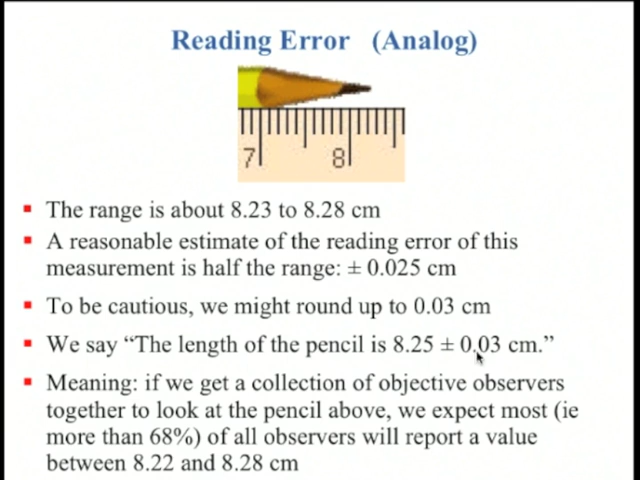 Reading Error (Analog)
7 8
The range is about 8.23 to 8.28 cm
A reasonable estimate of the reading error of this
measurement is half the range: ± 0.025 cm
To be cautious, we might round up to 0.03 cm
We say “The length of the pencil is 8.25 ± 0.03 cm.”
Meaning: if we get a collection of objective observers
together to look at the pencil above, we expect most (ie
more than 68%) of all observers will report a value
between 8.22 and 8.28 cm